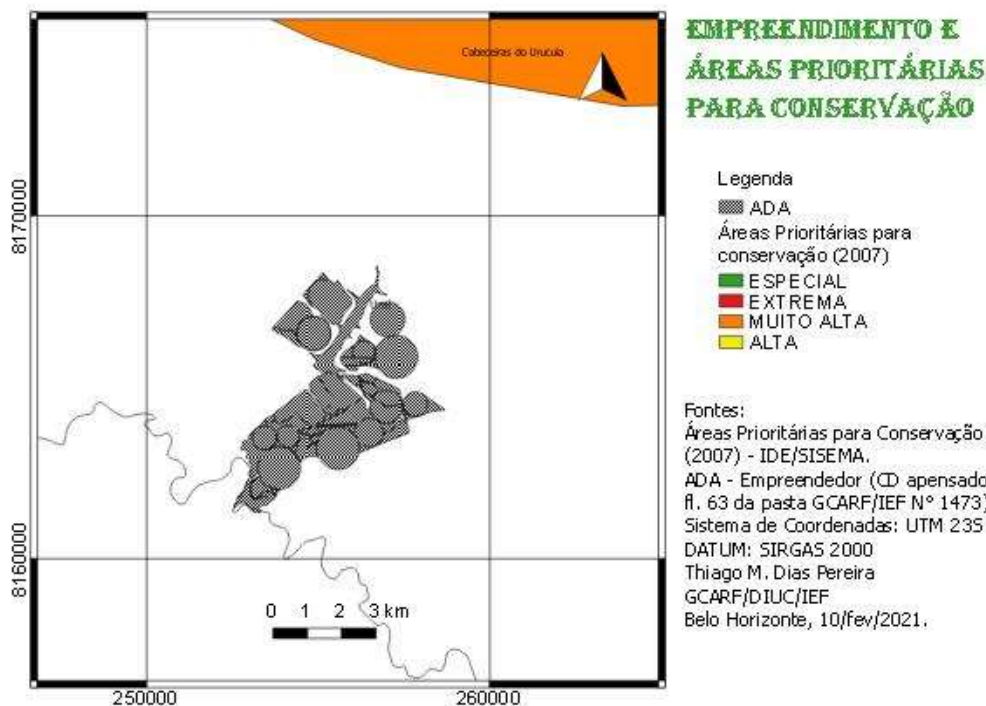 EMPREENDIMENTO E
ÁREAS PRIORITÁRIAS
PARA CONSERVAÇÃO
Cabeceiras do Urucuia
Legenda
ADA
Áreas Prioritárias para
conservação (2007)
ESPECIAL
EXTREMA
MUITO ALTA
ALTA
Fontes:
Áreas Prioritárias para Conservação
(2007) - IDE/SISEMA.
ADA - Empreendedor (CD apensado
fl. 63 da pasta GCARF/IEF Nº 1473)
Sistema de Coordenadas: UTM 23S
DATUM: SIRGAS 2000
Thiago M. Dias Pereira
GCARF/DIUC/IEF
Belo Horizonte, 10/fev/2021.
8170000
8160000
0 1 2 3 km
250000 260000